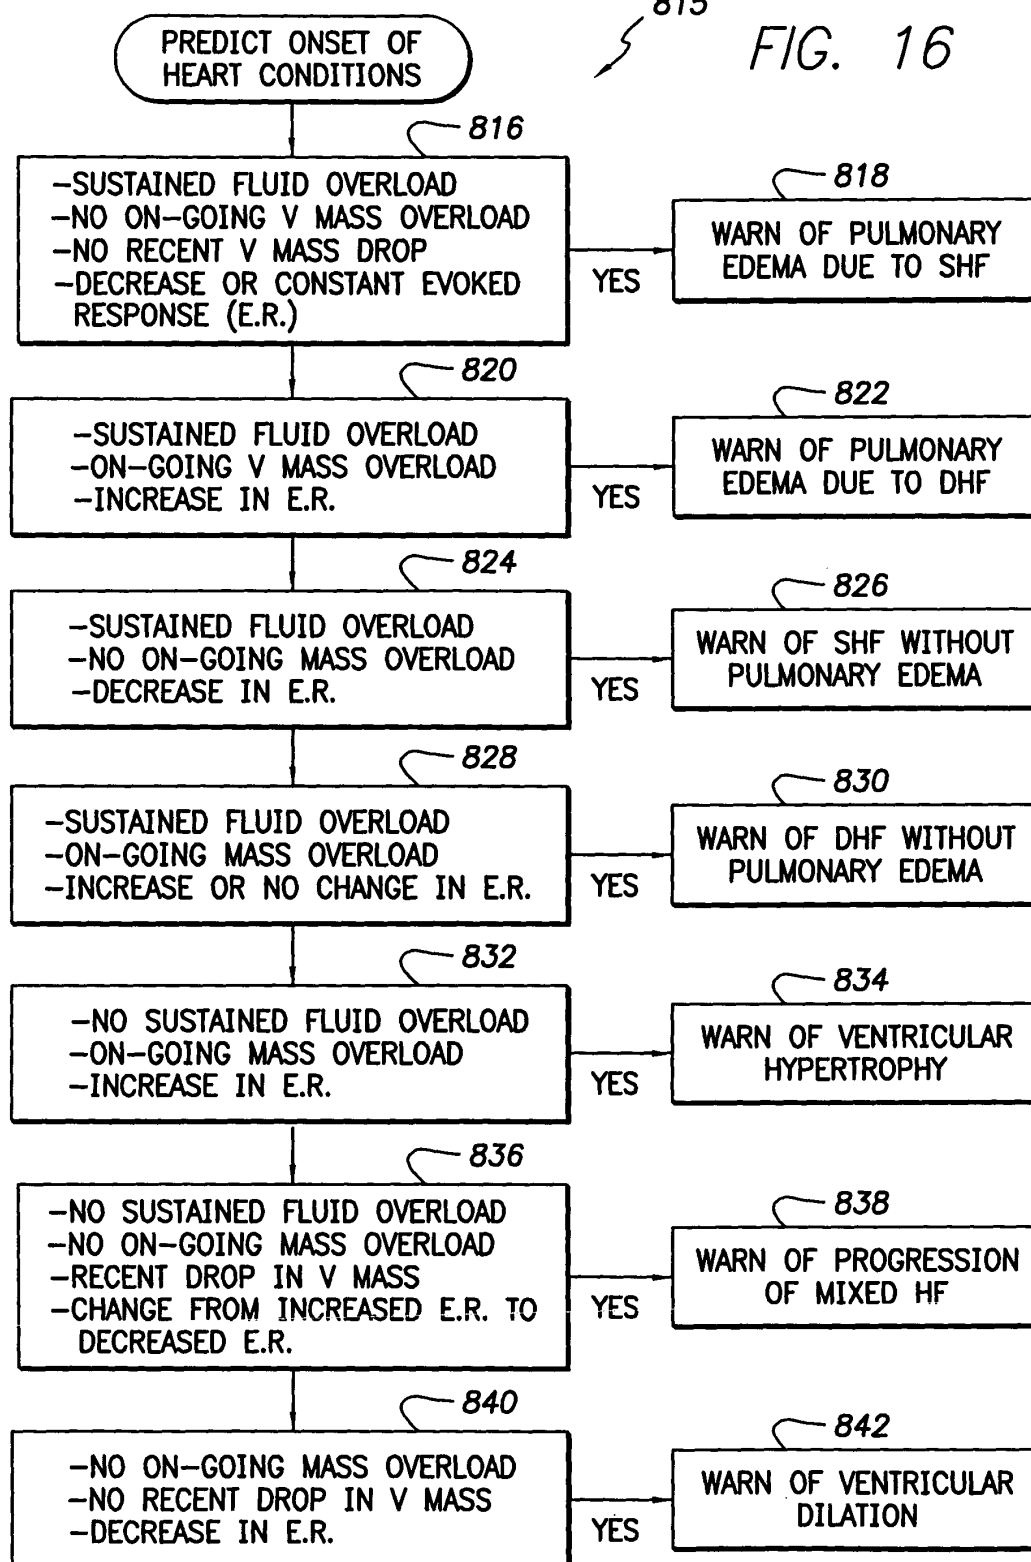 815
FIG. 16
PREDICT ONSET OF
HEART CONDITIONS
816
-SUSTAINED FLUID OVERLOAD
-NO ON-GOING V MASS OVERLOAD
-NO RECENT V MASS DROP
-DECREASE OR CONSTANT EVOKED
RESPONSE (E.R.)
YES
818
WARN OF PULMONARY
EDEMA DUE TO SHF
820
-SUSTAINED FLUID OVERLOAD
-ON-GOING V MASS OVERLOAD
-INCREASE IN E.R.
YES
822
WARN OF PULMONARY
EDEMA DUE TO DHF
824
-SUSTAINED FLUID OVERLOAD
-NO ON-GOING MASS OVERLOAD
-DECREASE IN E.R.
YES
826
WARN OF SHF WITHOUT
PULMONARY EDEMA
828
-SUSTAINED FLUID OVERLOAD
-ON-GOING MASS OVERLOAD
-INCREASE OR NO CHANGE IN E.R.
YES
830
WARN OF DHF WITHOUT
PULMONARY EDEMA
832
-NO SUSTAINED FLUID OVERLOAD
-ON-GOING MASS OVERLOAD
-INCREASE IN E.R.
YES
834
WARN OF VENTRICULAR
HYPERTROPHY
836
-NO SUSTAINED FLUID OVERLOAD
-NO ON-GOING MASS OVERLOAD
-RECENT DROP IN V MASS
-CHANGE FROM INCREASED E.R. TO
DECREASED E.R.
YES
838
WARN OF PROGRESSION
OF MIXED HF
840
-NO ON-GOING MASS OVERLOAD
-NO RECENT DROP IN V MASS
-DECREASE IN E.R.
YES
842
WARN OF VENTRICULAR
DILATION